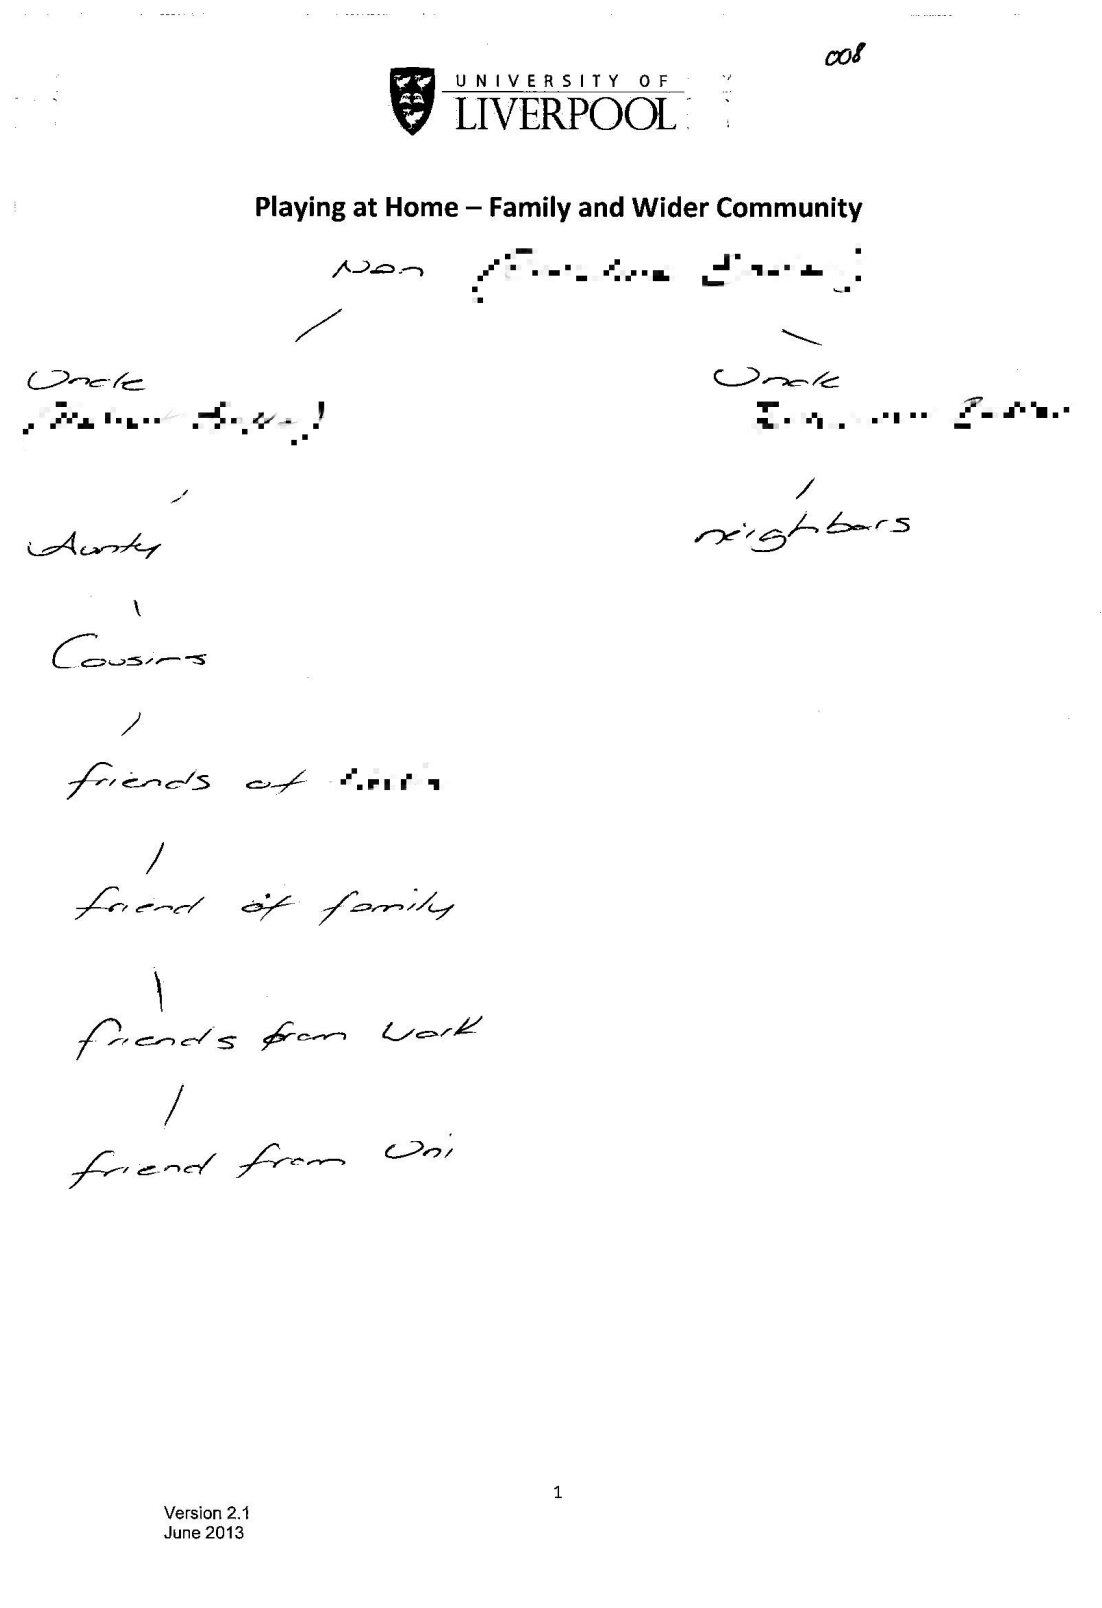 008
UNIVERSITY OF
LIVERPOOL
Playing at Home – Family and Wider Community
Nan
Uncle
Uncle
Aunty
neighbors
Cousins
friends of
friend of family
friends from work
friend from Uni
1
Version 2.1
June 2013